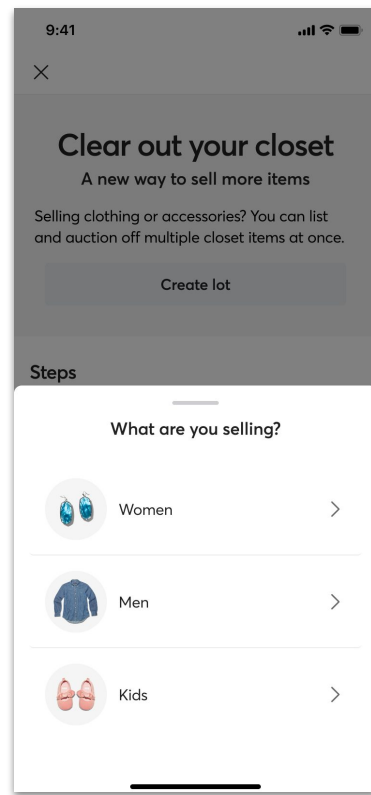 9:41
Clear out your closet
A new way to sell more items
Selling clothing or accessories? You can list
and auction off multiple closet items at once.
Create lot
Steps
What are you selling?
Women
Men
Kids